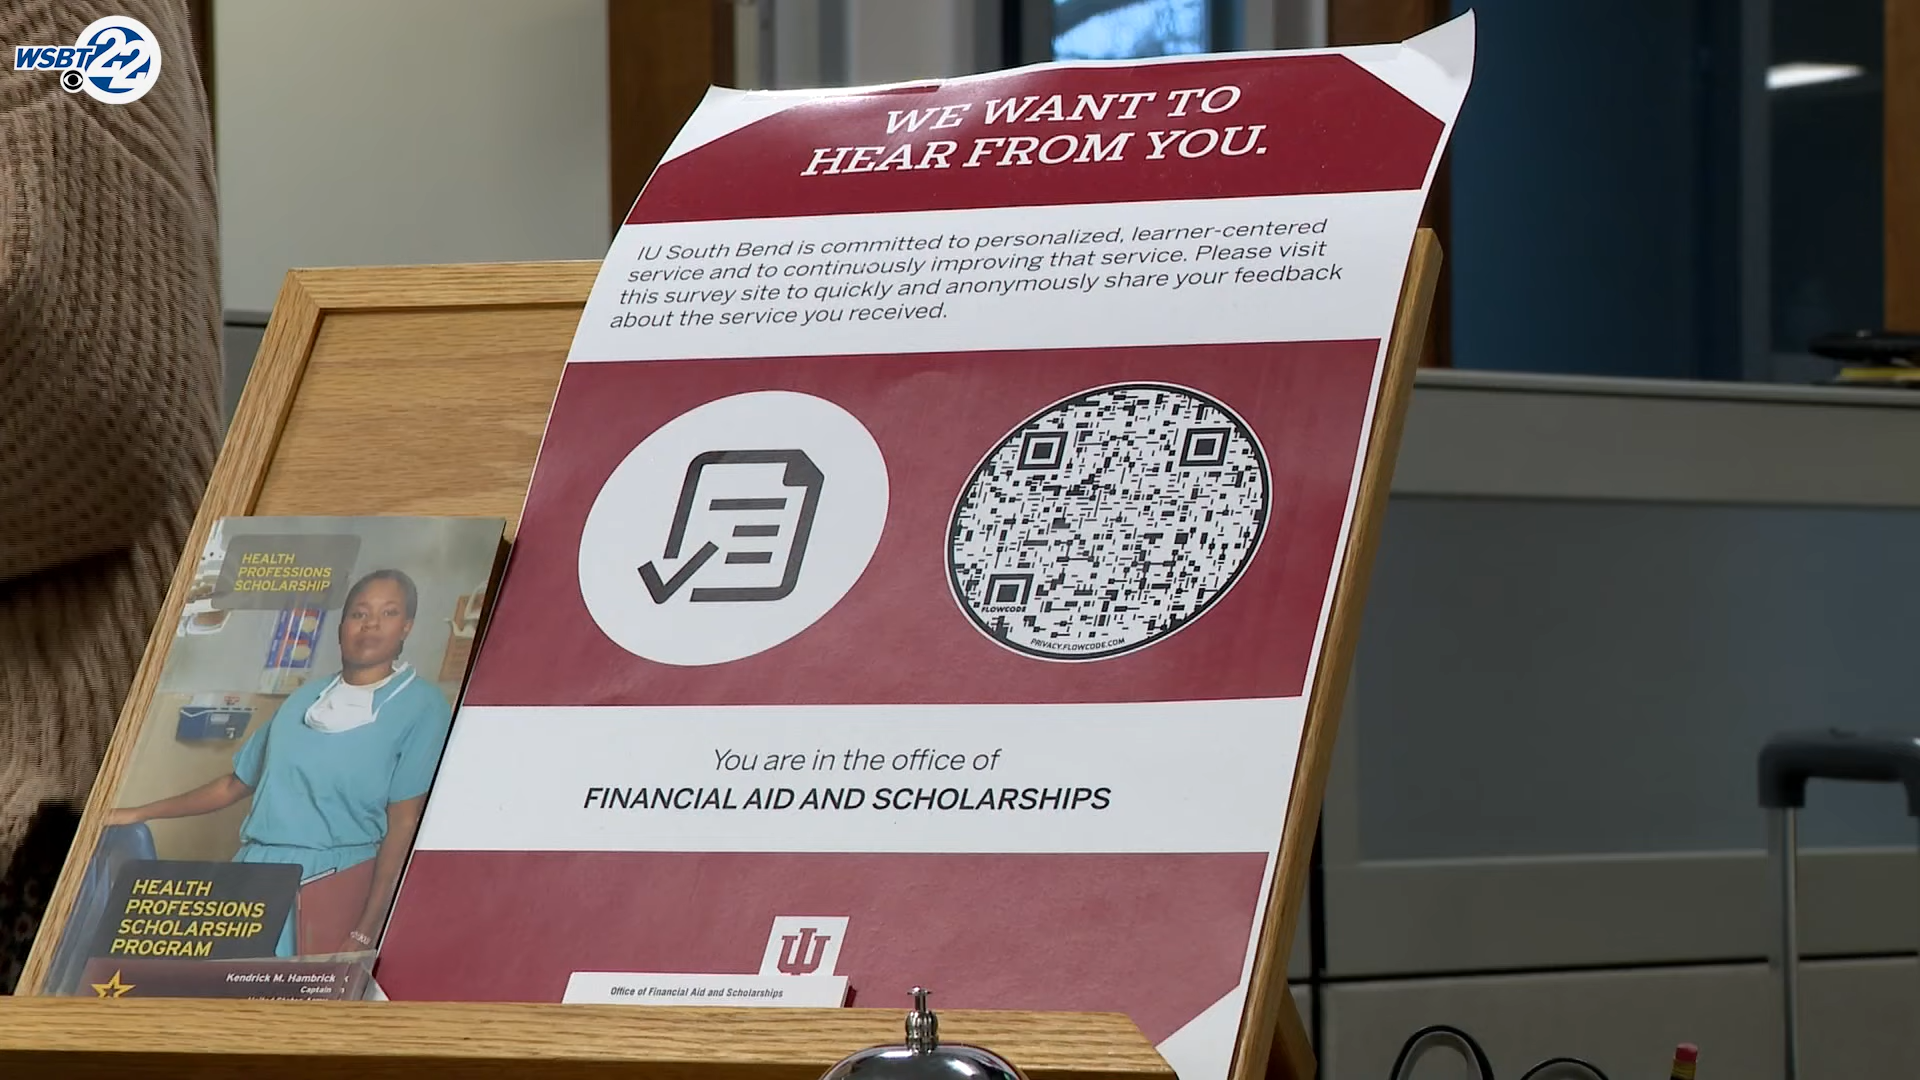 WSBT 22
WE WANT TO
HEAR FROM YOU.
IU South Bend is committed to personalized, learner-centered
service and to continuously improving that service. Please visit
this survey site to quickly and anonymously share your feedback
about the service you received.
FLOWCODE
PRIVACY.FLOWCODE.COM
You are in the office of
FINANCIAL AID AND SCHOLARSHIPS
Office of Financial Aid and Scholarships
HEALTH
PROFESSIONS
SCHOLARSHIP
HEALTH
PROFESSIONS
SCHOLARSHIP
PROGRAM
Kendrick M. Hambrick
Captain
United States Army